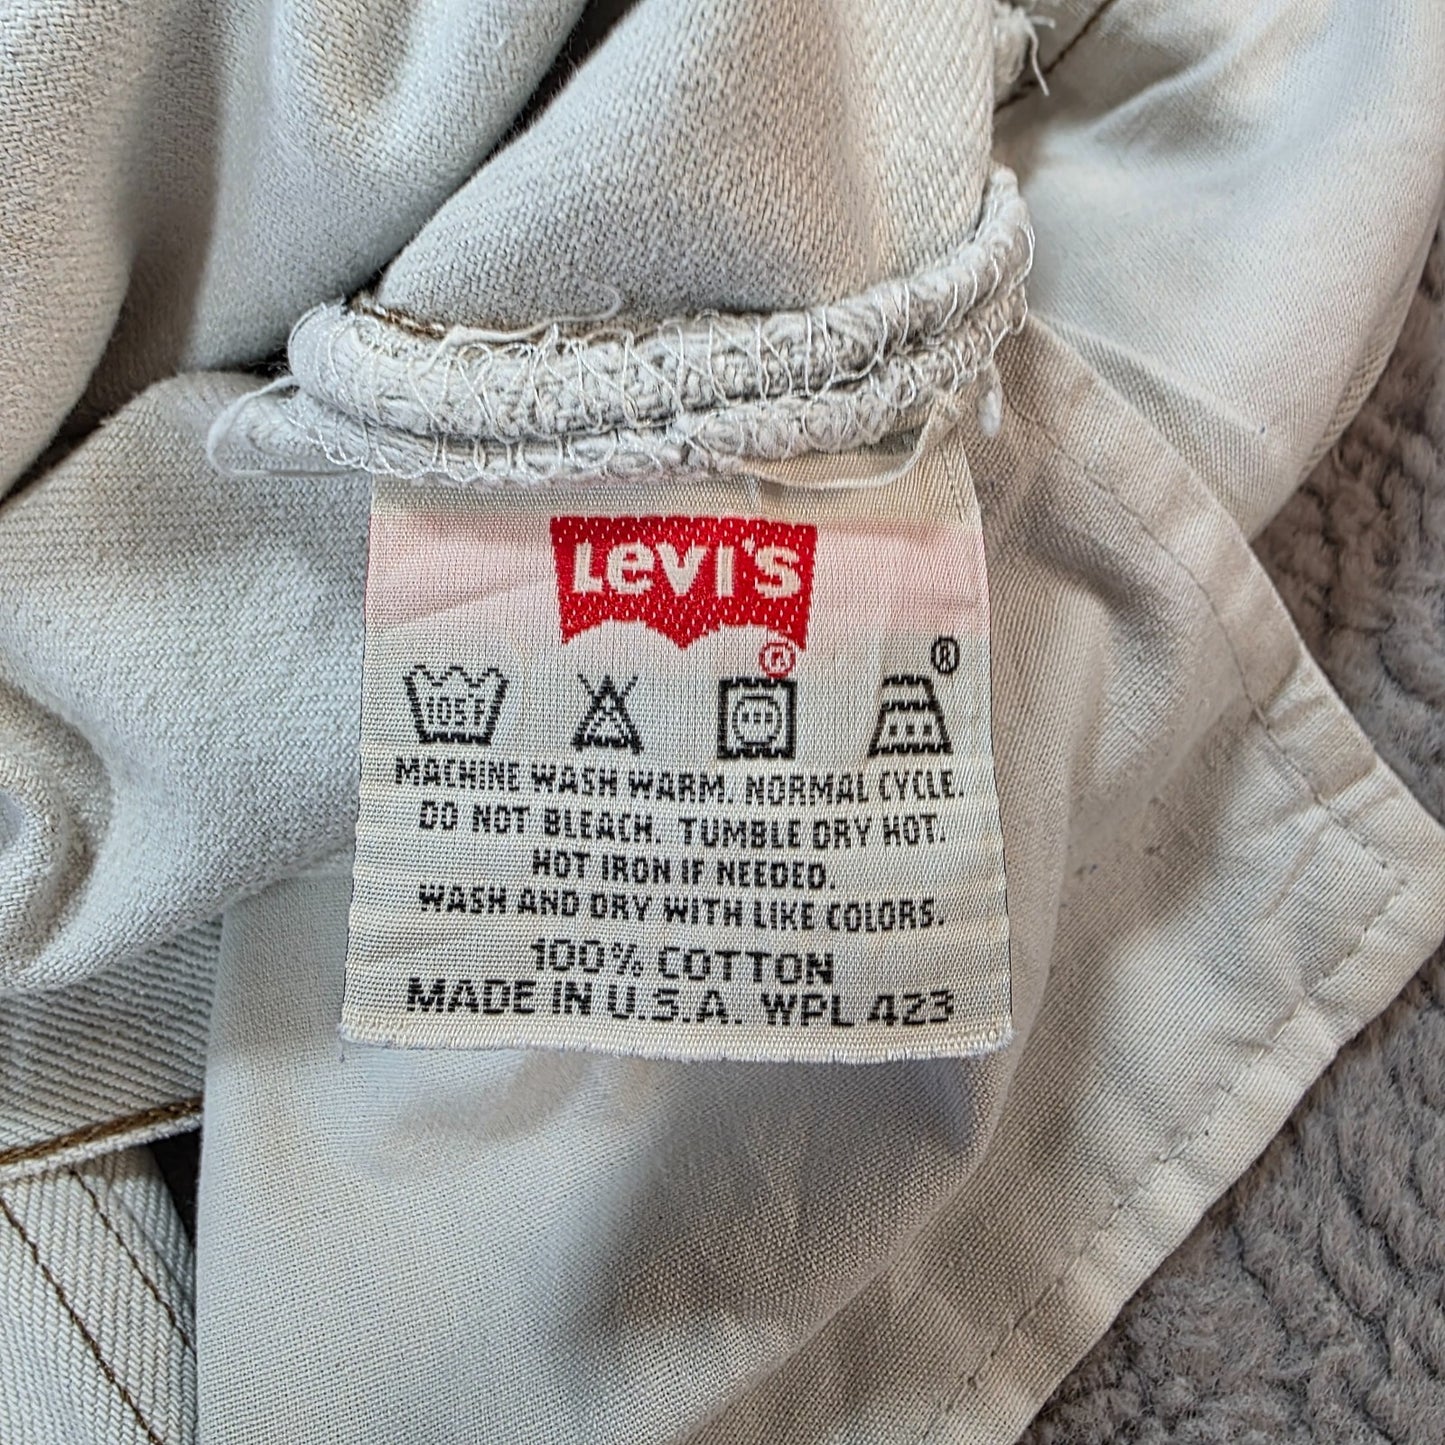 LEVI'S
®
®
105F
MACHINE WASH WARM. NORMAL CYCLE.
DO NOT BLEACH. TUMBLE DRY HOT.
HOT IRON IF NEEDED.
WASH AND DRY WITH LIKE COLORS.
100% COTTON
MADE IN U.S.A. WPL 423